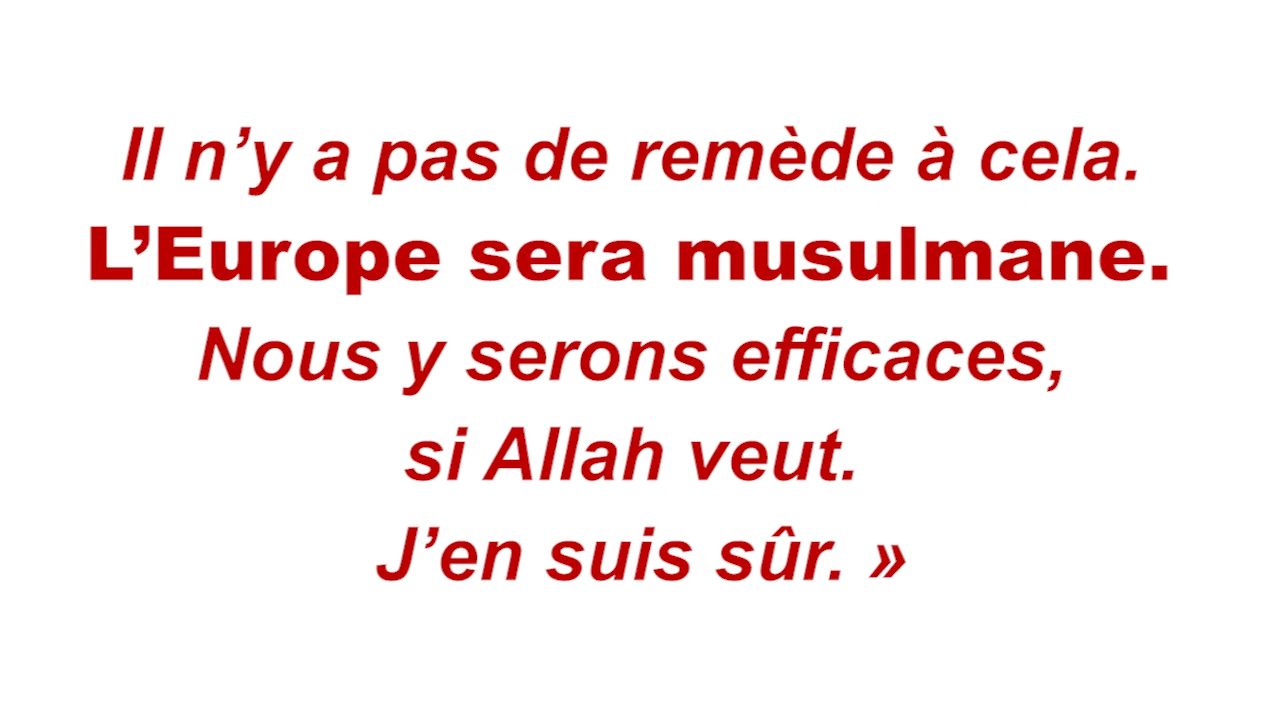 Il n’y a pas de remède à cela.
L’Europe sera musulmane.
Nous y serons efficaces,
si Allah veut.
J’en suis sûr. »